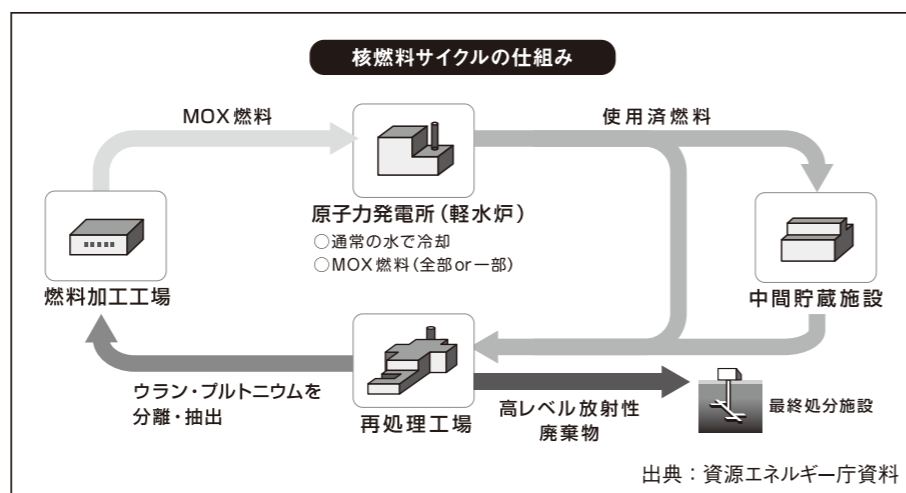 核燃料サイクルの仕組み
MOX燃料
使用済燃料
原子力発電所（軽水炉）
○通常の水で冷却
○MOX燃料（全部or一部）
燃料加工工場
中間貯蔵施設
ウラン・プルトニウムを
分離・抽出
再処理工場
高レベル放射性
廃棄物
最終処分施設
出典：資源エネルギー庁資料